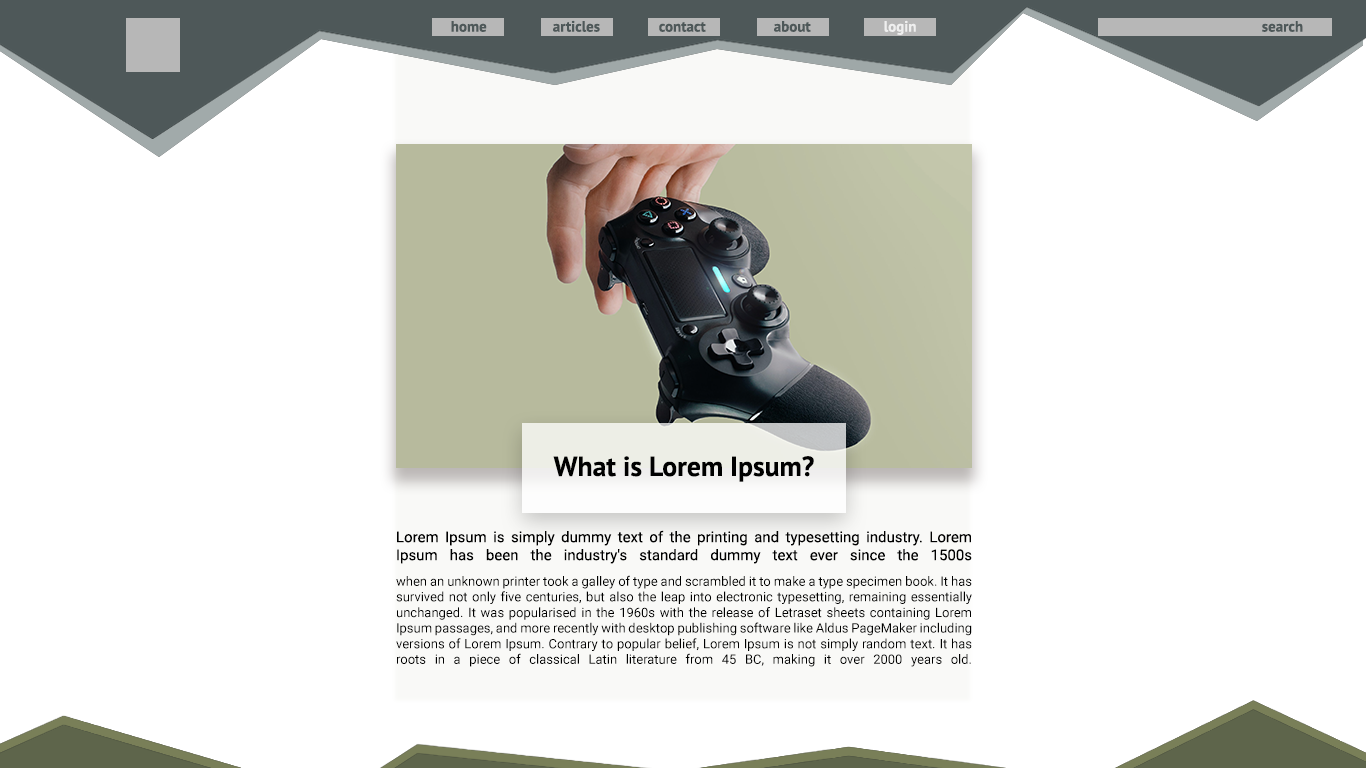 home articles contact about login search
What is Lorem Ipsum?
Lorem Ipsum is simply dummy text of the printing and typesetting industry. Lorem
Ipsum has been the industry's standard dummy text ever since the 1500s
when an unknown printer took a galley of type and scrambled it to make a type specimen book. It has
survived not only five centuries, but also the leap into electronic typesetting, remaining essentially
unchanged. It was popularised in the 1960s with the release of Letraset sheets containing Lorem
Ipsum passages, and more recently with desktop publishing software like Aldus PageMaker including
versions of Lorem Ipsum. Contrary to popular belief, Lorem Ipsum is not simply random text. It has
roots in a piece of classical Latin literature from 45 BC, making it over 2000 years old.